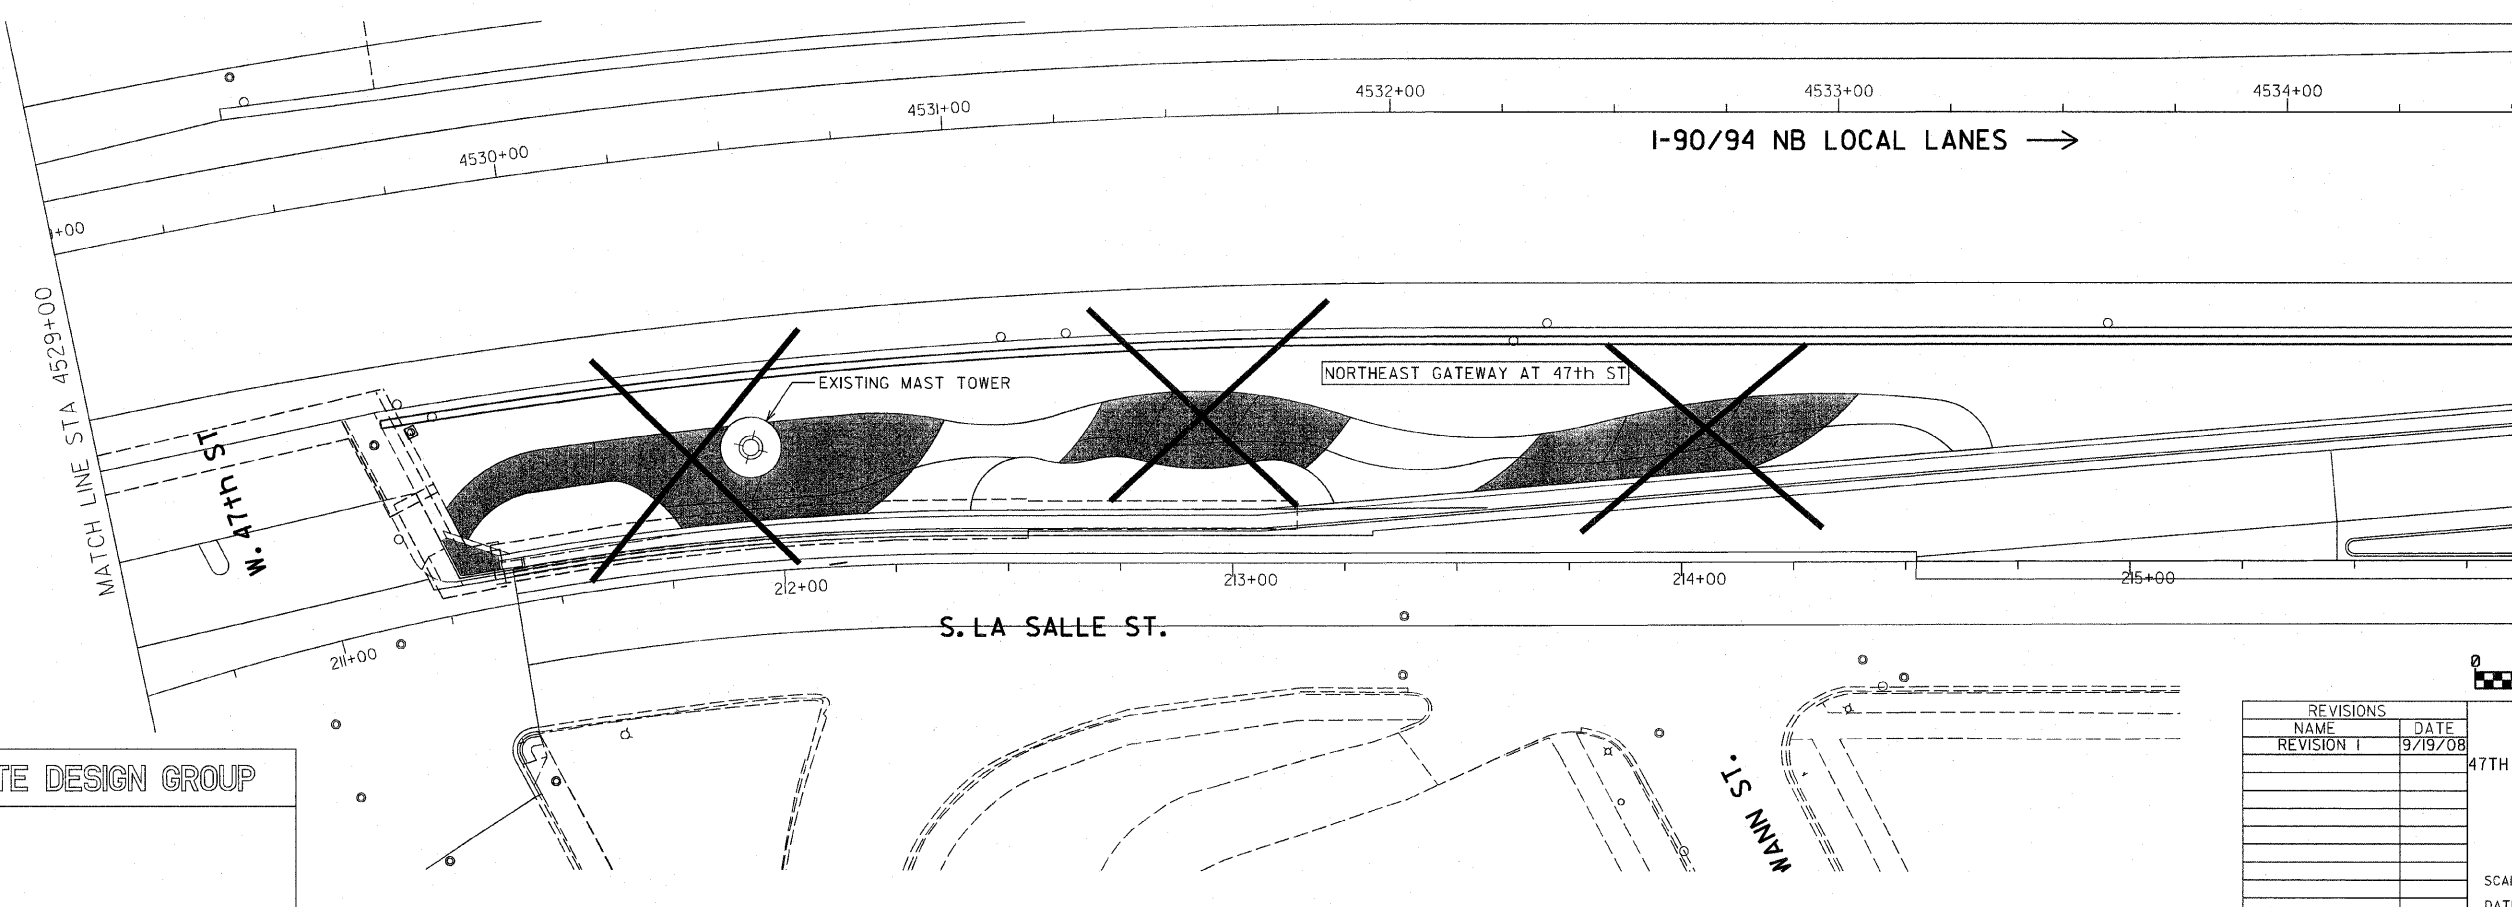 4532+00
4533+00
4534+00
4531+00
I-90/94 NB LOCAL LANES
4530+00
+00
MATCH LINE STA 4529+00
W. 47th ST
EXISTING MAST TOWER
NORTHEAST GATEWAY AT 47th ST
212+00
213+00
214+00
215+00
S. LA SALLE ST.
211+00
WANN ST.
0
REVISIONS
NAME DATE
REVISION 1 9/19/08
47TH
TE DESIGN GROUP
SCAL
DATE